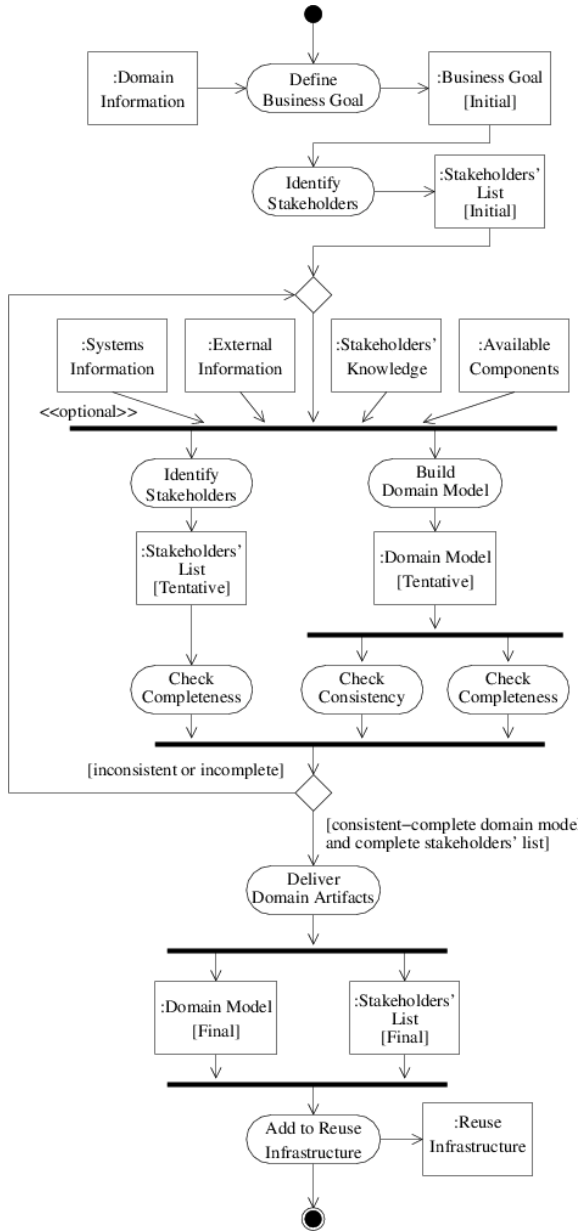 :Domain
Information
Define
Business Goal
:Business Goal
[Initial]
Identify
Stakeholders
:Stakeholders’
List
[Initial]
:Systems
Information
:External
Information
:Stakeholders’
Knowledge
:Available
Components
<<optional>>
Identify
Stakeholders
Build
Domain Model
:Stakeholders’
List
[Tentative]
:Domain Model
[Tentative]
Check
Completeness
Check
Consistency
Check
Completeness
[inconsistent or incomplete]
[consistent–complete domain model
and complete stakeholders’ list]
Deliver
Domain Artifacts
:Domain Model
[Final]
:Stakeholders’
List
[Final]
Add to Reuse
Infrastructure
:Reuse
Infrastructure